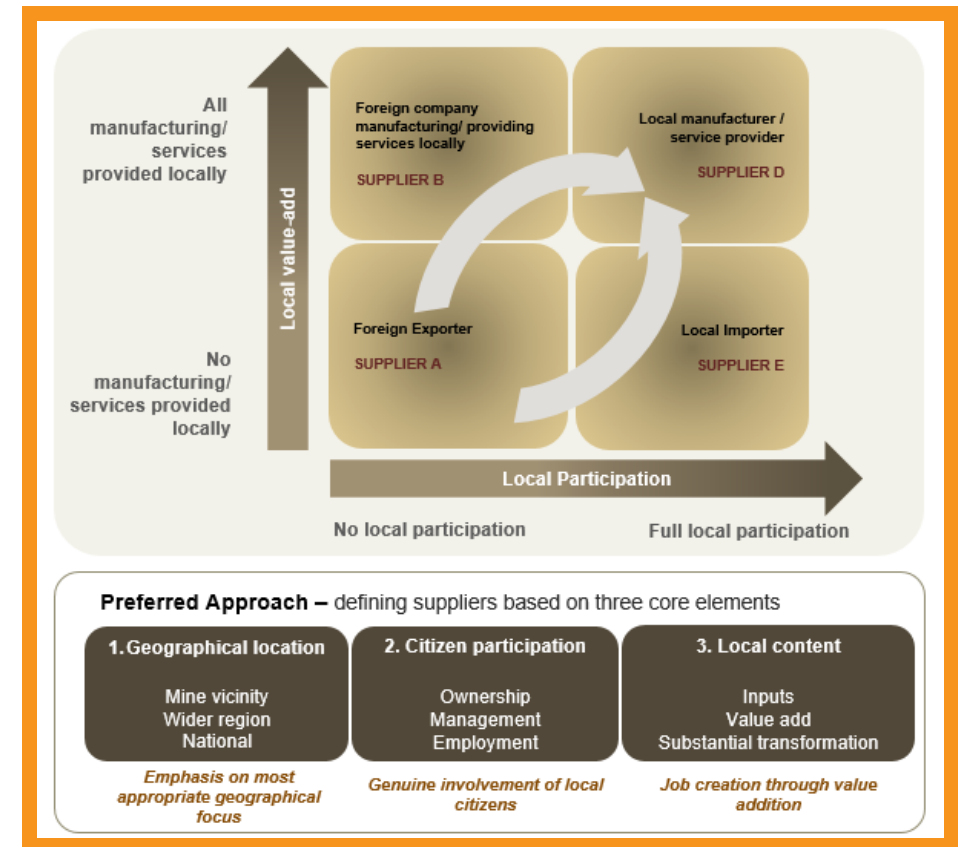 All
manufacturing/
services
provided locally
Local value-add
Foreign company
manufacturing/ providing
services locally
SUPPLIER B
Local manufacturer /
service provider
SUPPLIER D
No
manufacturing/
services provided
locally
Foreign Exporter
SUPPLIER A
Local Importer
SUPPLIER E
Local Participation
No local participation
Full local participation
Preferred Approach – defining suppliers based on three core elements
1.Geographical location
Mine vicinity
Wider region
National
Emphasis on most
appropriate geographical
focus
2. Citizen participation
Ownership
Management
Employment
Genuine involvement of local
citizens
3. Local content
Inputs
Value add
Substantial transformation
Job creation through value
addition